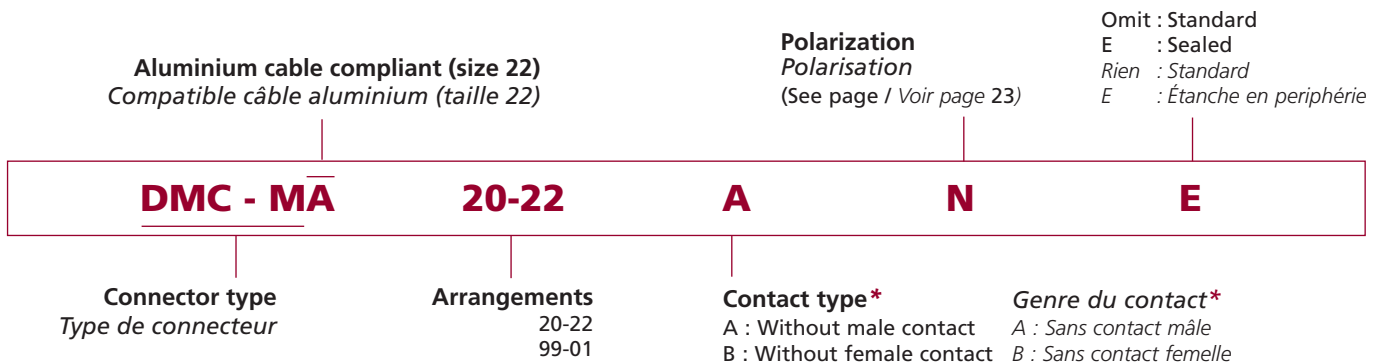 Aluminium cable compliant (size 22)
Compatible câble aluminium (taille 22)
Polarization
Polarisation
(See page / Voir page 23)
Omit : Standard
E : Sealed
Rien : Standard
E : Étanche en periphérie
DMC - MA 20-22 A N E
Connector type
Type de connecteur
Arrangements
20-22
99-01
Contact type*
A : Without male contact
B : Without female contact
Genre du contact*
A : Sans contact mâle
B : Sans contact femelle